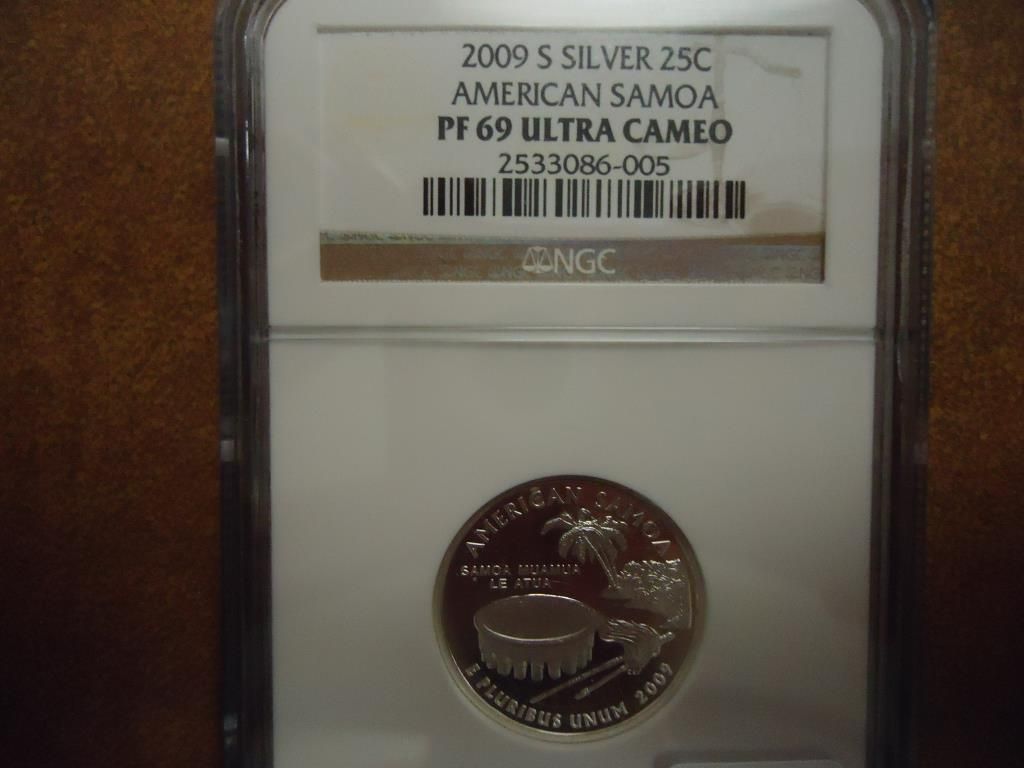 2009 S SILVER 25C
AMERICAN SAMOA
PF 69 ULTRA CAMEO
2533086-005
NGC
AMERICAN SAMOA
SAMOA MUAMUA
LE ATUA
E PLURIBUS UNUM 2009